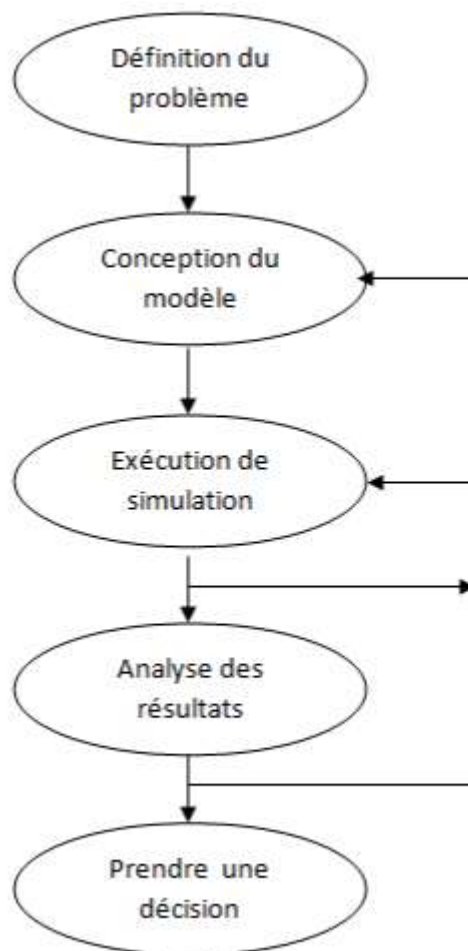 Définition du
problème
Conception du
modèle
Exécution de
simulation
Analyse des
résultats
Prendre une
décision